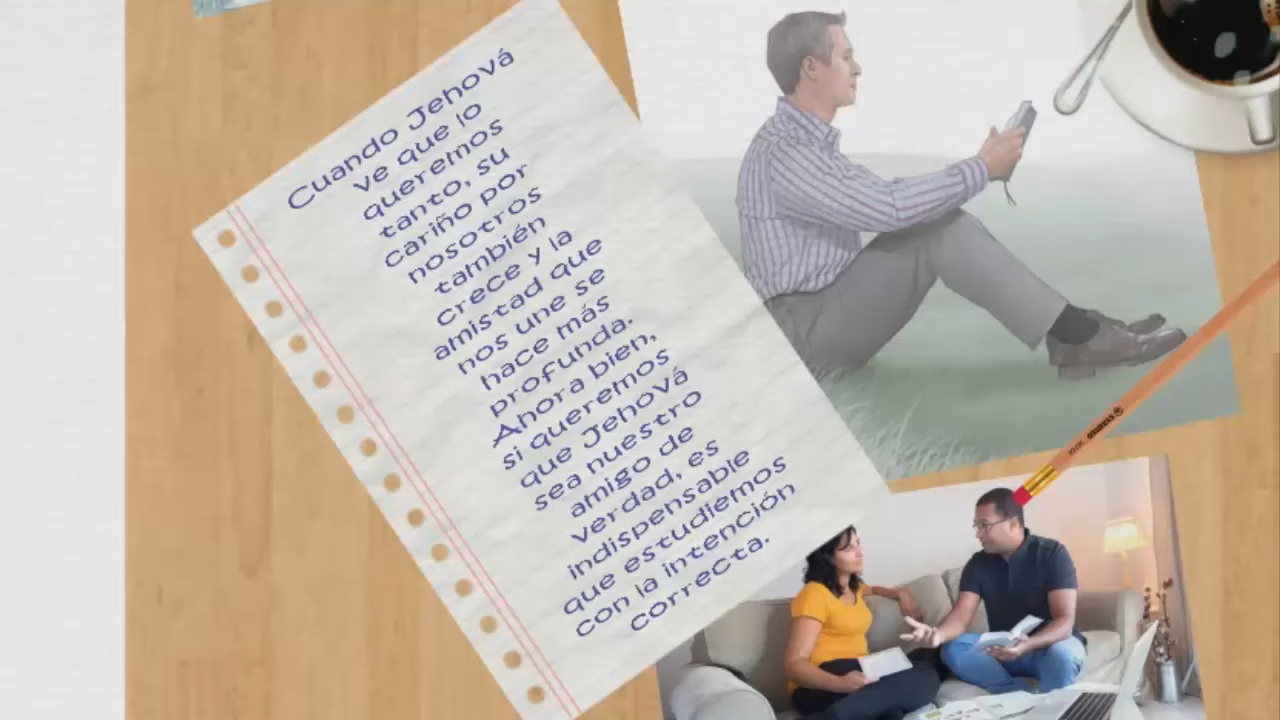 Cuando Jehová
ve que lo
queremos
tanto, su
cariño por
nosotros
también
crece y la
amistad que
nos une se
hace más
profunda.
Ahora bien,
si queremos
que Jehová
sea nuestro
amigo de
verdad, es
indispensable
que estudiemos
con la intención
correcta.